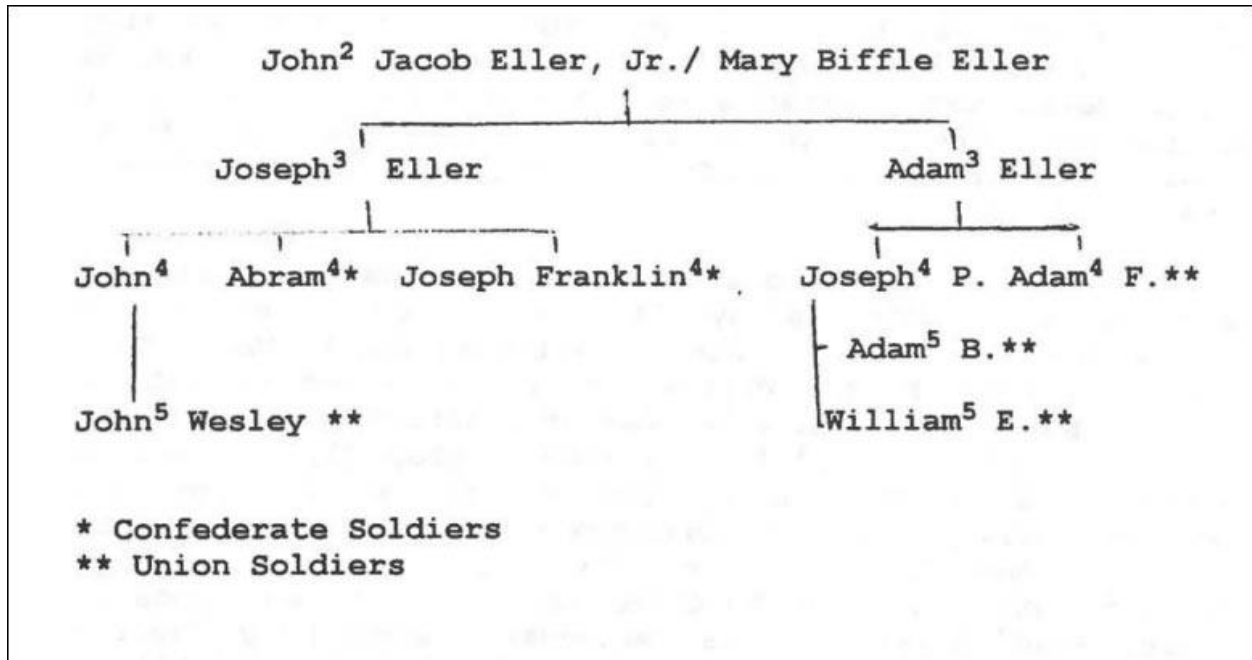 John² Jacob Eller, Jr./ Mary Biffle Eller
Joseph³ Eller Adam³ Eller
John⁴ Abram⁴* Joseph Franklin⁴* Joseph⁴ P. Adam⁴ F.**
Adam⁵ B.**
John⁵ Wesley ** William⁵ E.**
* Confederate Soldiers
** Union Soldiers